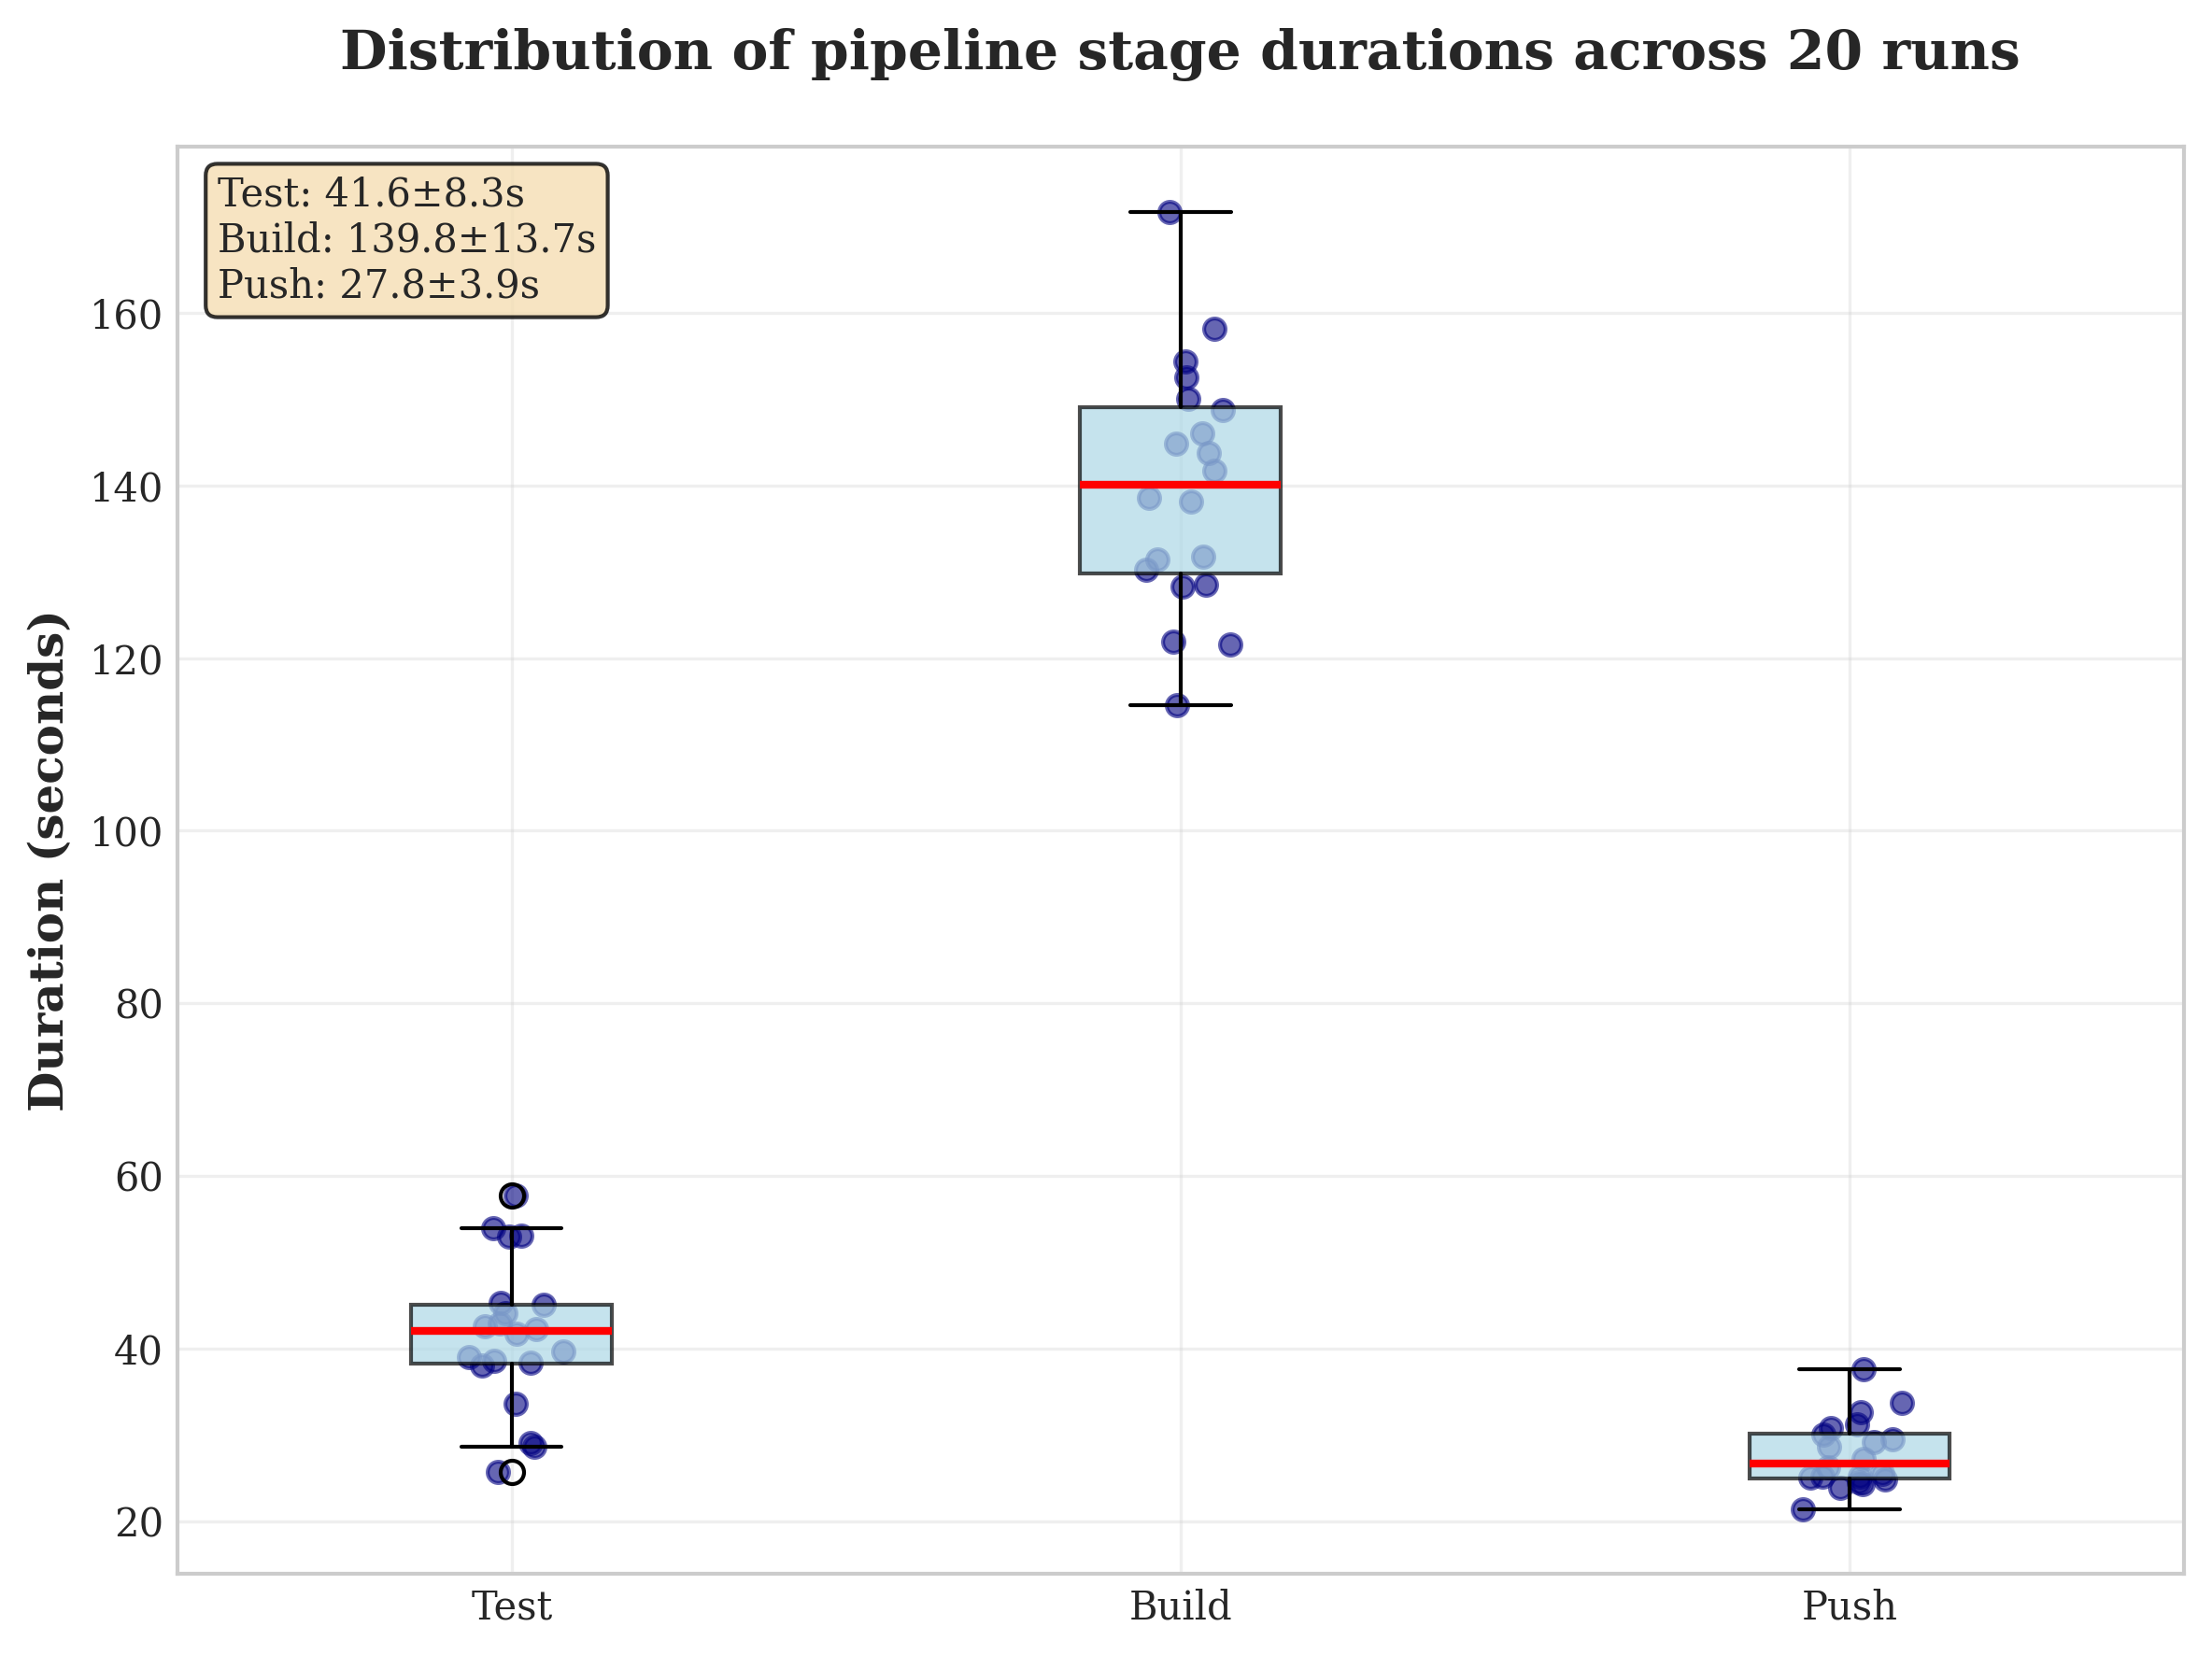 Distribution of pipeline stage durations across 20 runs
Test: 41.6±8.3s
Build: 139.8±13.7s
Push: 27.8±3.9s
Duration (seconds)
160
140
120
100
80
60
40
20
Test
Build
Push